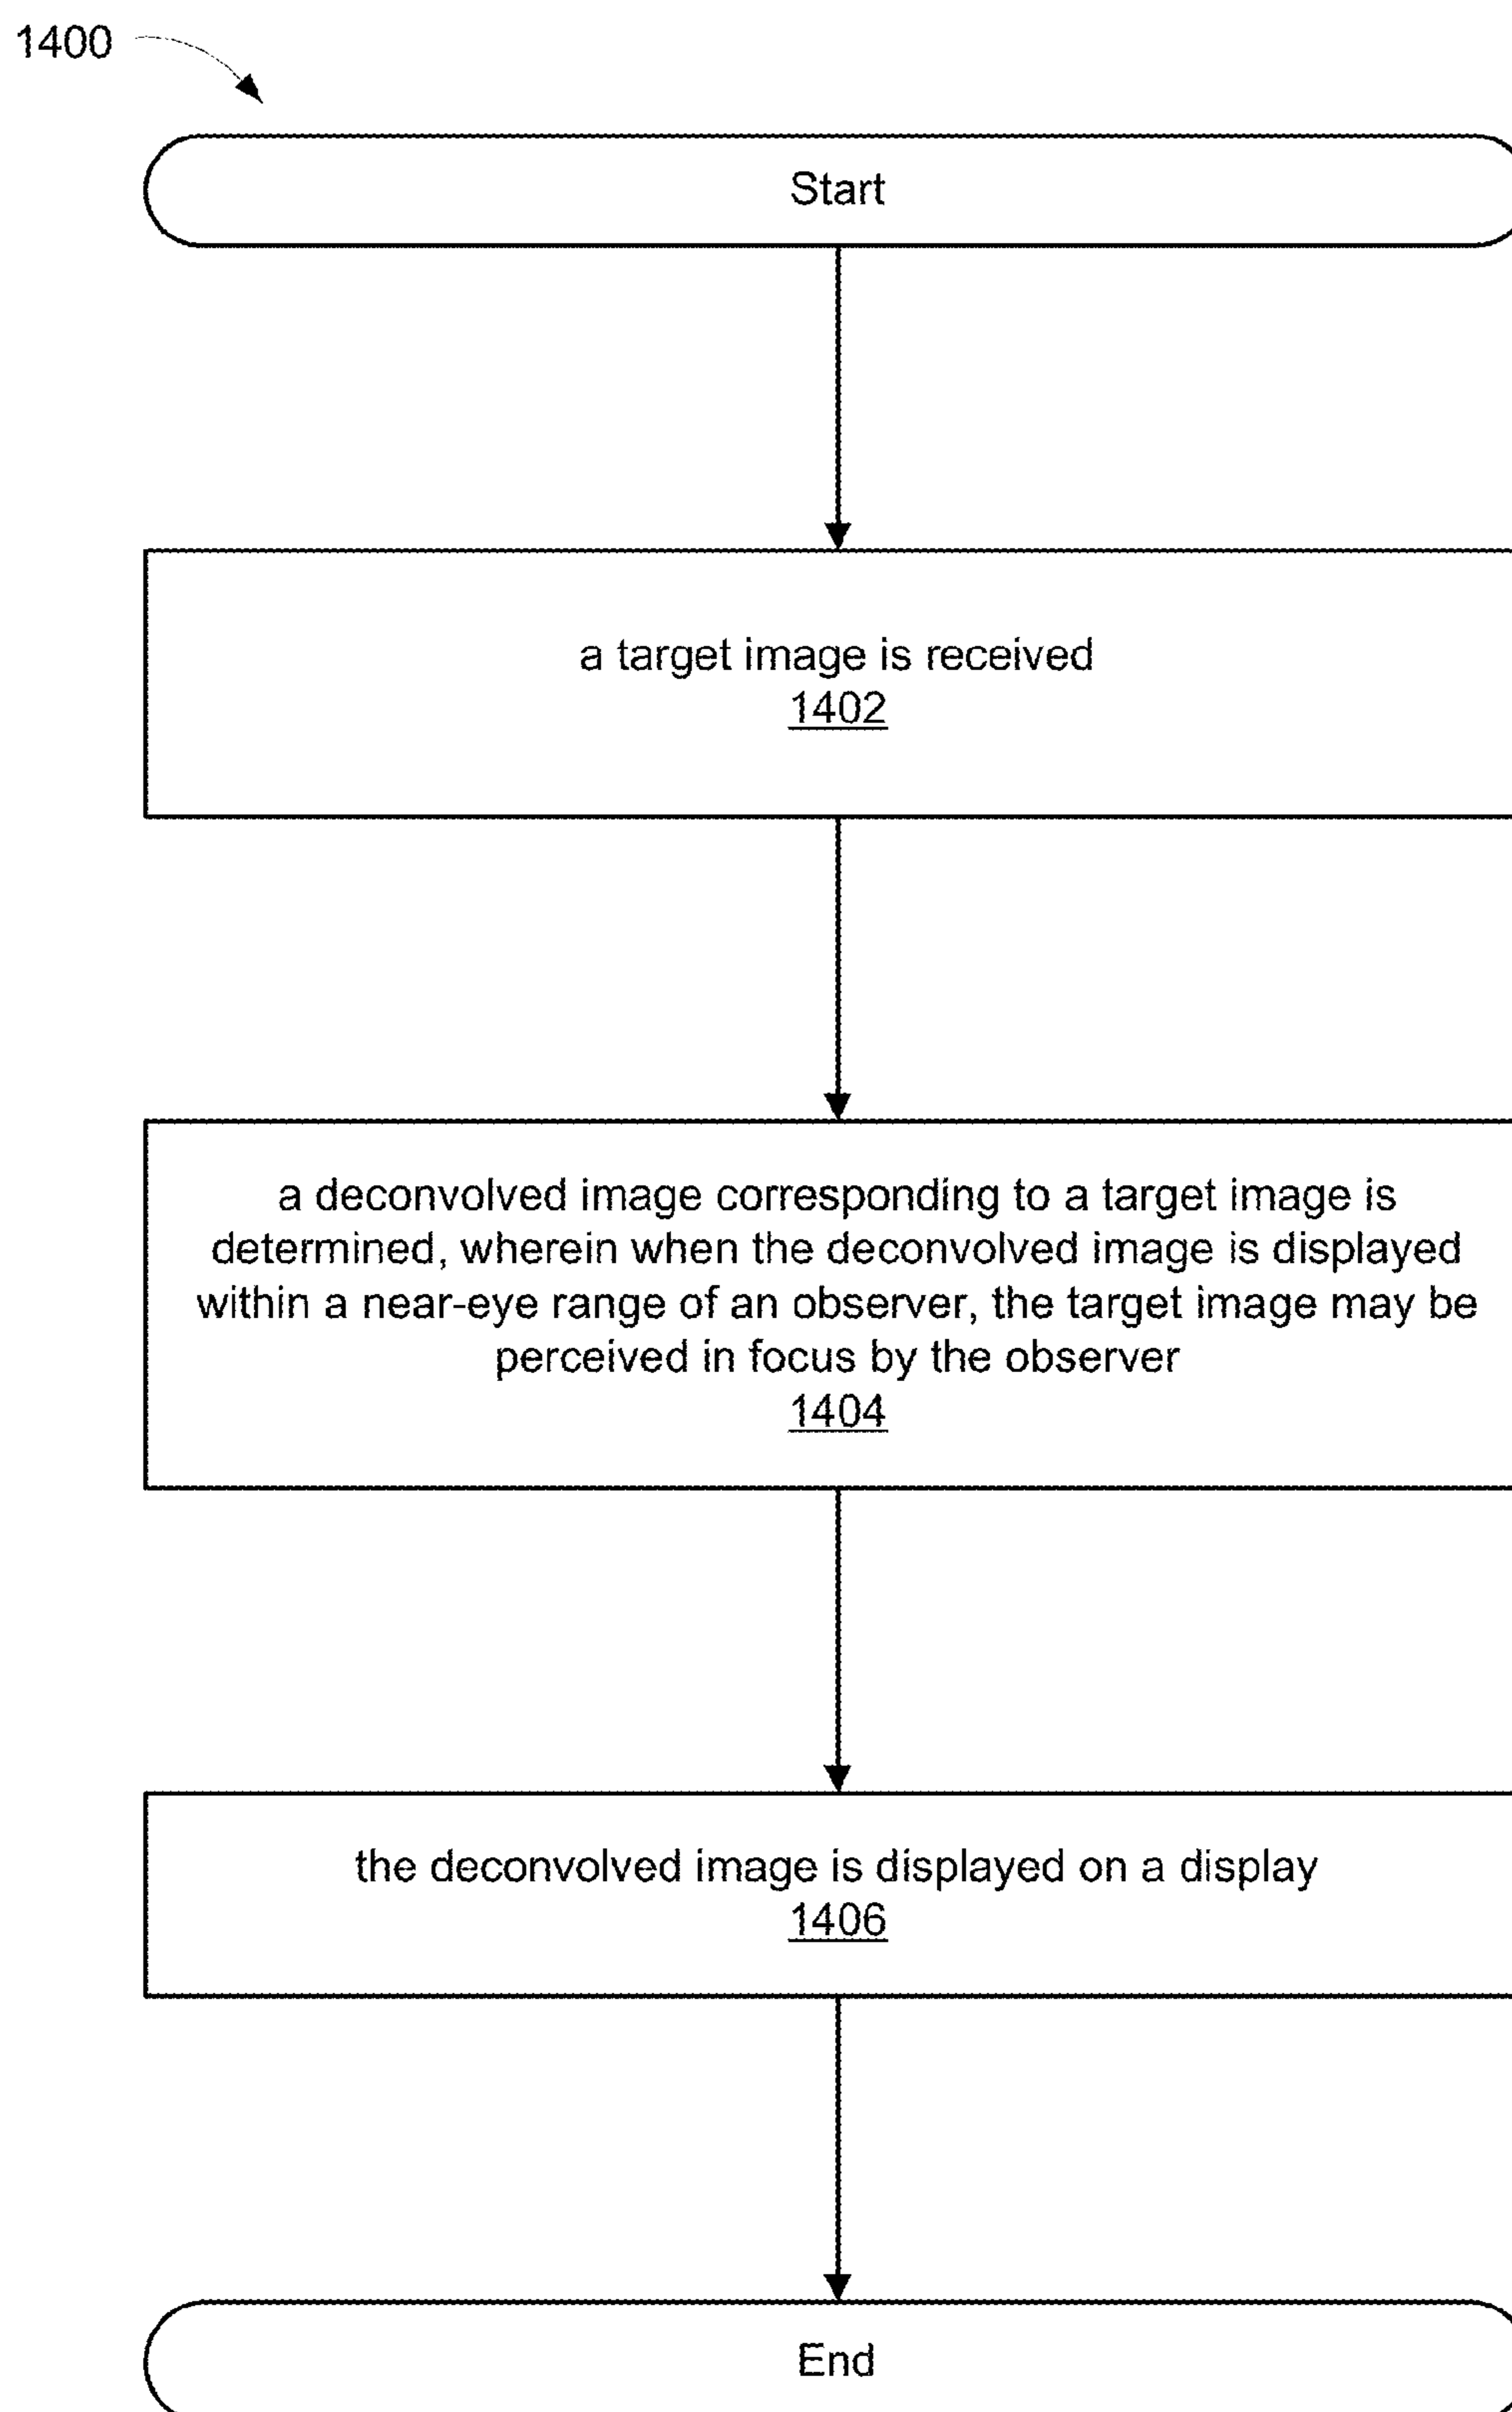 1400
Start
a target image is received
1402
a deconvolved image corresponding to a target image is
determined, wherein when the deconvolved image is displayed
within a near-eye range of an observer, the target image may be
perceived in focus by the observer
1404
the deconvolved image is displayed on a display
1406
End